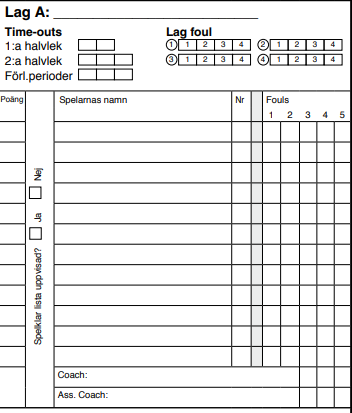 Lag A: ____________________________
Time-outs Lag foul
1:a halvlek ① 1 2 3 4 ② 1 2 3 4
2:a halvlek ③ 1 2 3 4 ④ 1 2 3 4
Förl.perioder
Poäng Spelarnas namn Nr Fouls
1 2 3 4 5
Spelklar lista uppvisad? Ja Nej
Coach:
Ass. Coach: